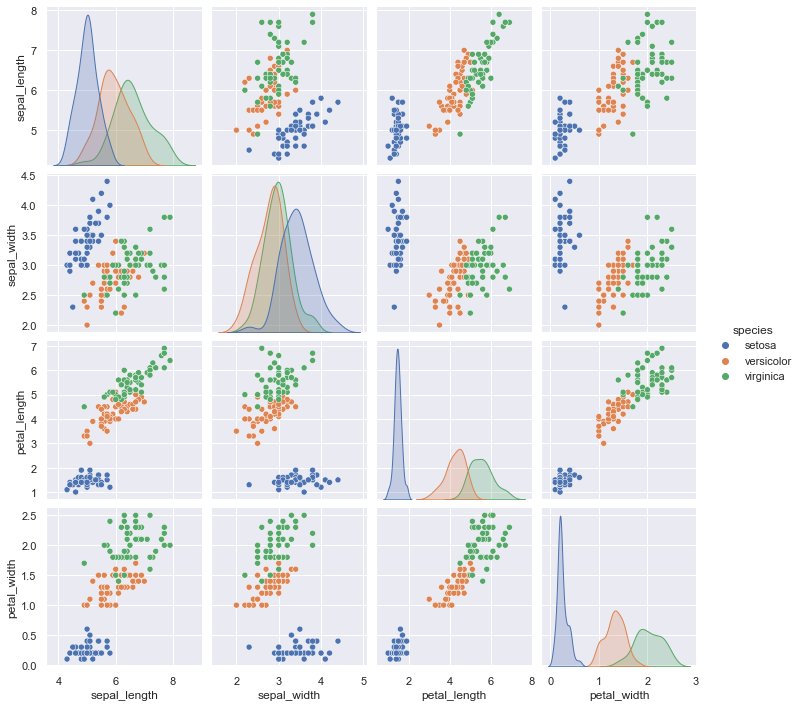 8
7
6
5
sepal_length
4.5
4.0
3.5
3.0
2.5
2.0
sepal_width
species
setosa
versicolor
virginica
7
6
5
4
3
2
1
petal_length
2.5
2.0
1.5
1.0
0.5
0.0
petal_width
4 6 8
sepal_length
2 3 4 5
sepal_width
2 4 6 8
petal_length
0 1 2 3
petal_width